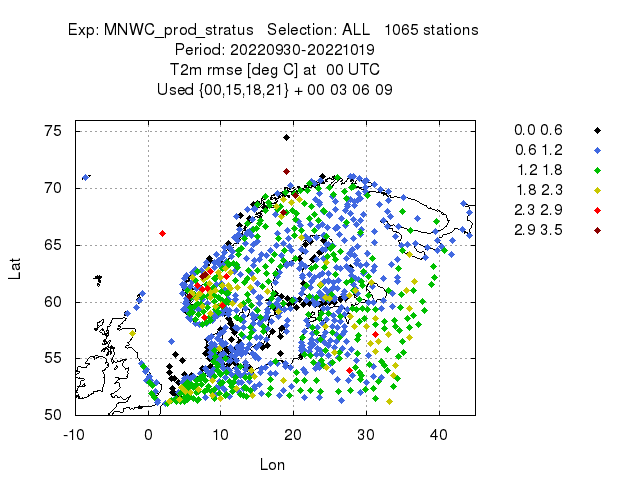 Exp: MNWC_prod_stratus   Selection: ALL   1065 stations
Period: 20220930-20221019
T2m rmse [deg C] at  00 UTC
Used {00,15,18,21} + 00 03 06 09
0.0 0.6
0.6 1.2
1.2 1.8
1.8 2.3
2.3 2.9
2.9 3.5
75
70
65
60
55
50
Lat
-10 0 10 20 30 40
Lon